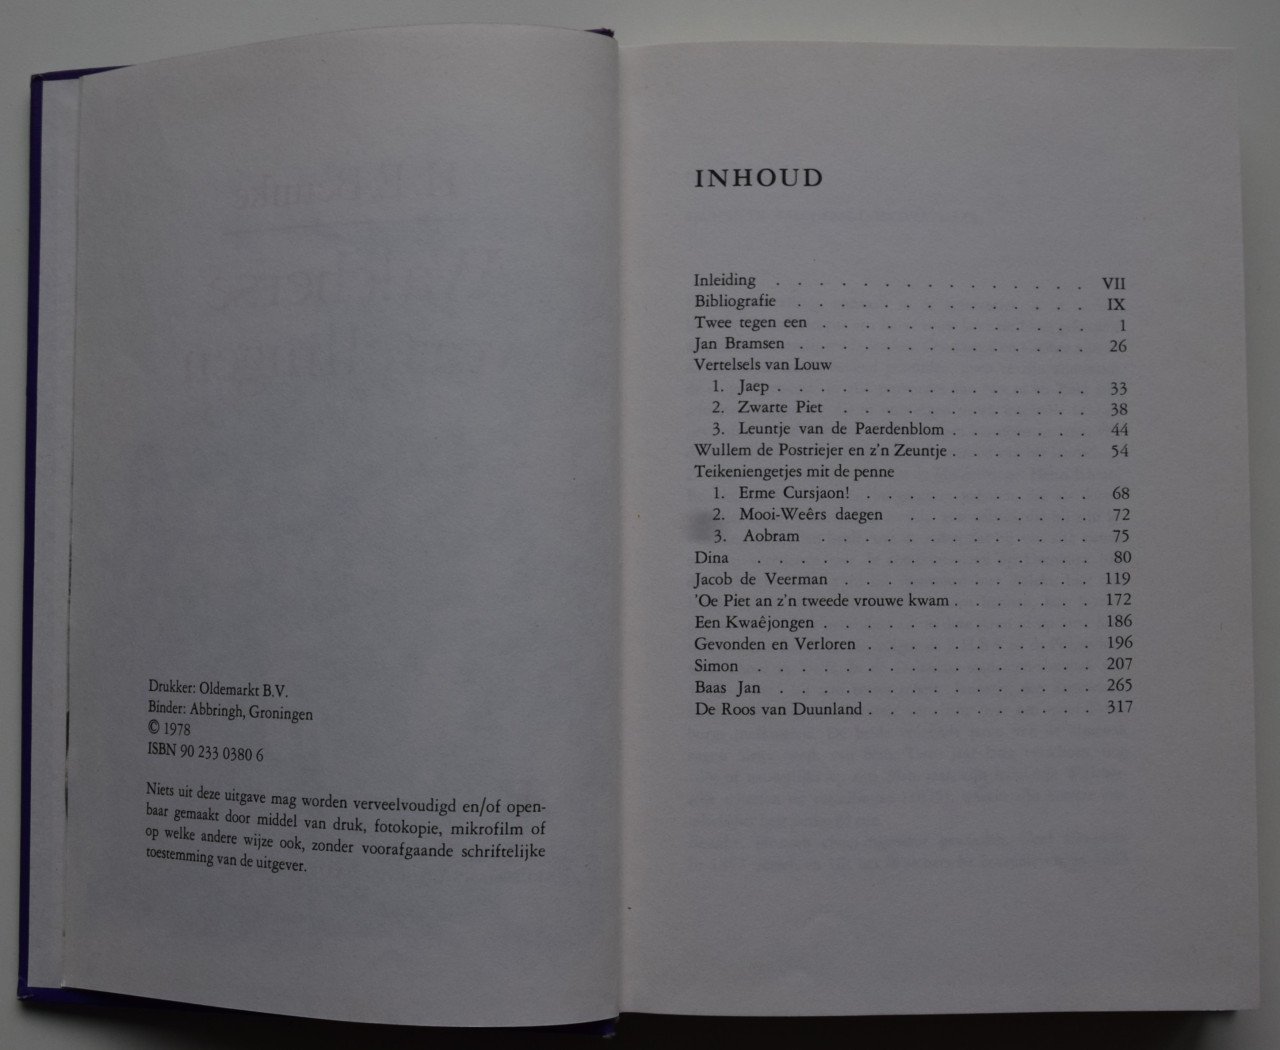 Drukker: Oldemarkt B.V.
Binder: Abbringh, Groningen
© 1978
ISBN 90 233 0380 6
Niets uit deze uitgave mag worden verveelvoudigd en/of open-
baar gemaakt door middel van druk, fotokopie, mikrofilm of
op welke andere wijze ook, zonder voorafgaande schriftelijke
toestemming van de uitgever.
INHOUD
Inleiding . . . . . . . . . . . . . . . VII
Bibliografie . . . . . . . . . . . . . . IX
Twee tegen een . . . . . . . . . . . . . 1
Jan Bramsen . . . . . . . . . . . . . . 26
Vertelsels van Louw
1. Jaep . . . . . . . . . . . . . . . 33
2. Zwarte Piet . . . . . . . . . . . . 38
3. Leuntje van de Paerdenblom . . . . . . . 44
Wullem de Postriejer en z'n Zeuntje . . . . . . 54
Teikeniengetjes mit de penne
1. Erme Cursjaon! . . . . . . . . . . . 68
2. Mooi-Weêrs daegen . . . . . . . . . 72
3. Aobram . . . . . . . . . . . . . 75
Dina . . . . . . . . . . . . . . . . 80
Jacob de Veerman . . . . . . . . . . . . 119
'Oe Piet an z'n tweede vrouwe kwam . . . . . . 172
Een Kwaêjongen . . . . . . . . . . . . . 186
Gevonden en Verloren . . . . . . . . . . . 196
Simon . . . . . . . . . . . . . . . . 207
Baas Jan . . . . . . . . . . . . . . . 265
De Roos van Duunland . . . . . . . . . . 317